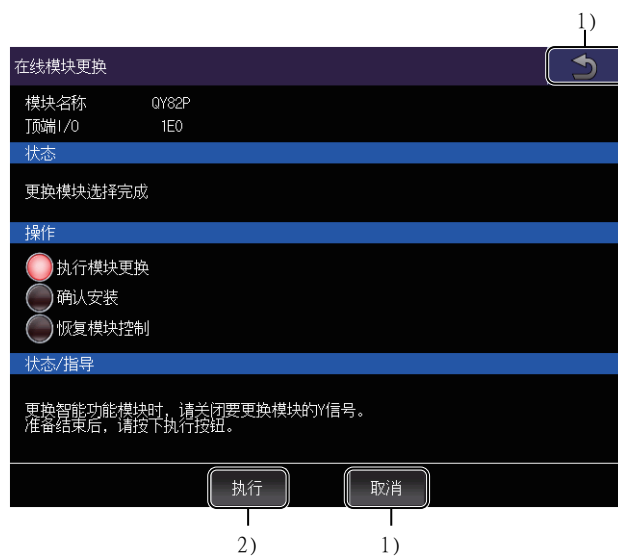 1)
在线模块更换
模块名称 QY82P
顶端I/O 1E0
状态
更换模块选择完成
操作
执行模块更换
确认安装
恢复模块控制
状态/指导
更换智能功能模块时，请关闭要更换模块的Y信号。
准备结束后，请按下执行按钮。
执行 取消
2) 1)